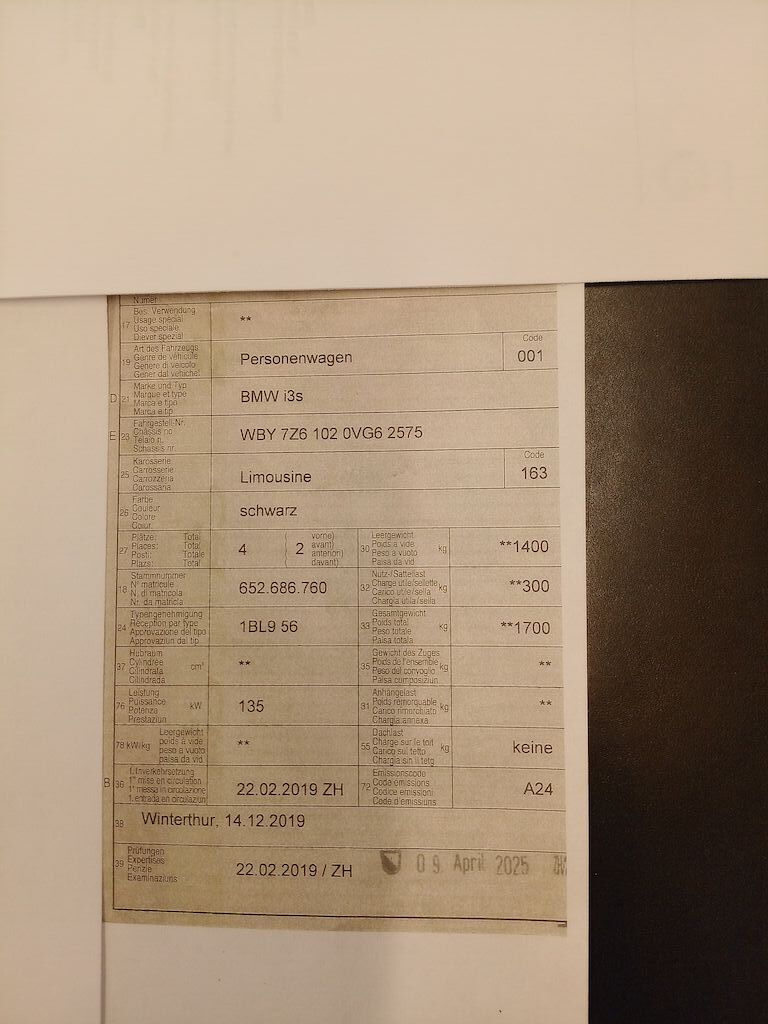 Numer
17 Bes. Verwendung
Usage spécial
Uso speciale
Diever spezial
**
19 Art des Fahrzeugs
Genre de véhicule
Genere di veicolo
Gener dal vehichel
Personenwagen
Code
001
D 21 Marke und Typ
Marque et type
Marca e tipo
Marca e tip
BMW i3s
E 23 Fahrgestell-Nr.
Châssis no
Telaio n.
Schassis nr.
WBY 7Z6 102 0VG6 2575
25 Karosserie
Carrosserie
Carrozzeria
Carossaria
Limousine
Code
163
26 Farbe
Couleur
Colore
Colur
schwarz
27 Plätze: Total
Places: Total
Posti: Totale
Plazs: Total
4 ( 2 vorne)
avant)
anteriori)
davant)
30 Leergewicht
Poids à vide
Peso a vuoto
Paisa da vid
kg
**1400
18 Stammnummer
N° matricule
N. di matricola
Nr. da matricla
652.686.760
32 Nutz-/Sattellast
Charge utile/sellette
Carico utile/sella
Chargia utila/sella
kg
**300
24 Typengenehmigung
Réception par type
Approvazione del tipo
Approvaziun dal tip
1BL9 56
33 Gesamtgewicht
Poids total
Peso totale
Paisa totala
kg
**1700
37 Hubraum
Cylindrée
Cilindrata
Cilindrada
cm³
**
35 Gewicht des Zuges
Poids de l'ensemble
Peso del convoglio
Paisa cumposiziun
kg
**
76 Leistung
Puissance
Potenza
Prestaziun
kW
135
31 Anhängelast
Poids remorquable
Carico rimorchiato
Chargia annexa
kg
**
78 kW/kg Leergewicht
poids à vide
peso a vuoto
paisa da vid
**
55 Dachlast
Charge sur le toit
Carico sul tetto
Chargia sin il tetg
kg
keine
B 36 1. Inverkehrsetzung
1re mise en circulation
1a messa in circolazione
1. entrada en circulaziun
22.02.2019 ZH
72 Emissionscode
Code émissions
Codice emissioni
Code d'emissiuns
A24
38 Winterthur, 14.12.2019
39 Prüfungen
Expertises
Perizie
Examinaziuns
22.02.2019 / ZH
0 9. April 2025